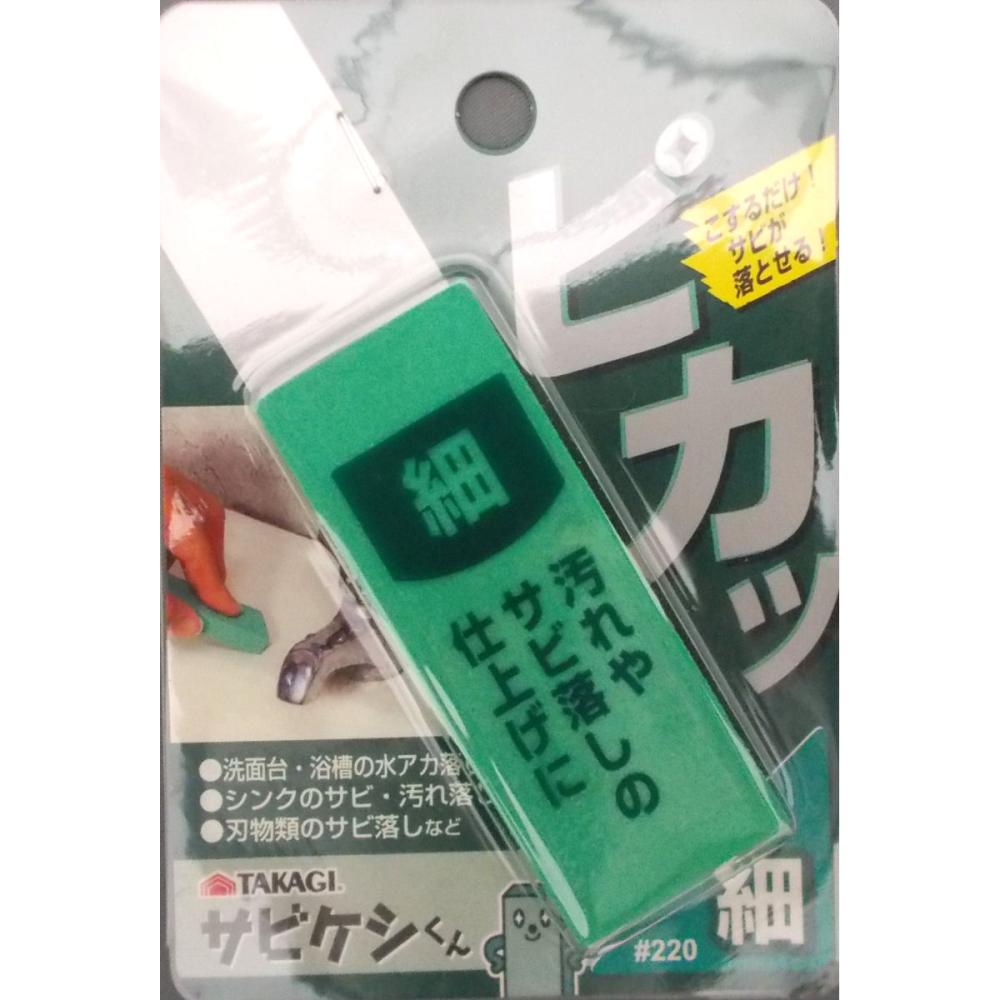 ピカッ
こするだけ!
サビが
落とせる!
細
汚れや
サビ落しの
仕上げに
●洗面台・浴槽の水アカ落
●シンクのサビ・汚れ落
●刃物類のサビ落しなど
TAKAGI
サビケシくん
#220
細